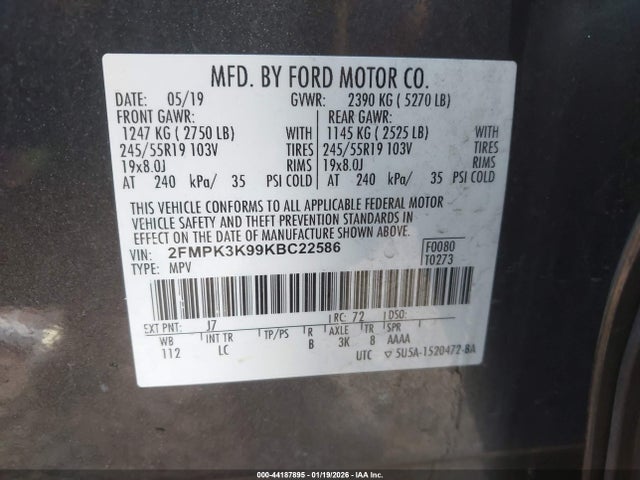 MFD. BY FORD MOTOR CO.
DATE: 05/19 GVWR: 2390 KG ( 5270 LB)
FRONT GAWR: REAR GAWR:
1247 KG ( 2750 LB) WITH 1145 KG ( 2525 LB) WITH
245/55R19 103V TIRES 245/55R19 103V TIRES
19x8.0J RIMS 19x8.0J RIMS
AT 240 kPa/ 35 PSI COLD AT 240 kPa/ 35 PSI COLD
THIS VEHICLE CONFORMS TO ALL APPLICABLE FEDERAL MOTOR
VEHICLE SAFETY AND THEFT PREVENTION STANDARDS IN
EFFECT ON THE DATE OF MANUFACTURE SHOWN ABOVE.
VIN: 2FMPK3K99KBC22586 F0080
TYPE: MPV T0273
EXT PNT: J7 RC: 72 DSO:
WB INT TR TP/PS R AXLE TR SPR
112 LC B 3K 8 AAAA
UTC 5U5A-1520472-BA
000-44187895 - 01/19/2026 - IAA Inc.